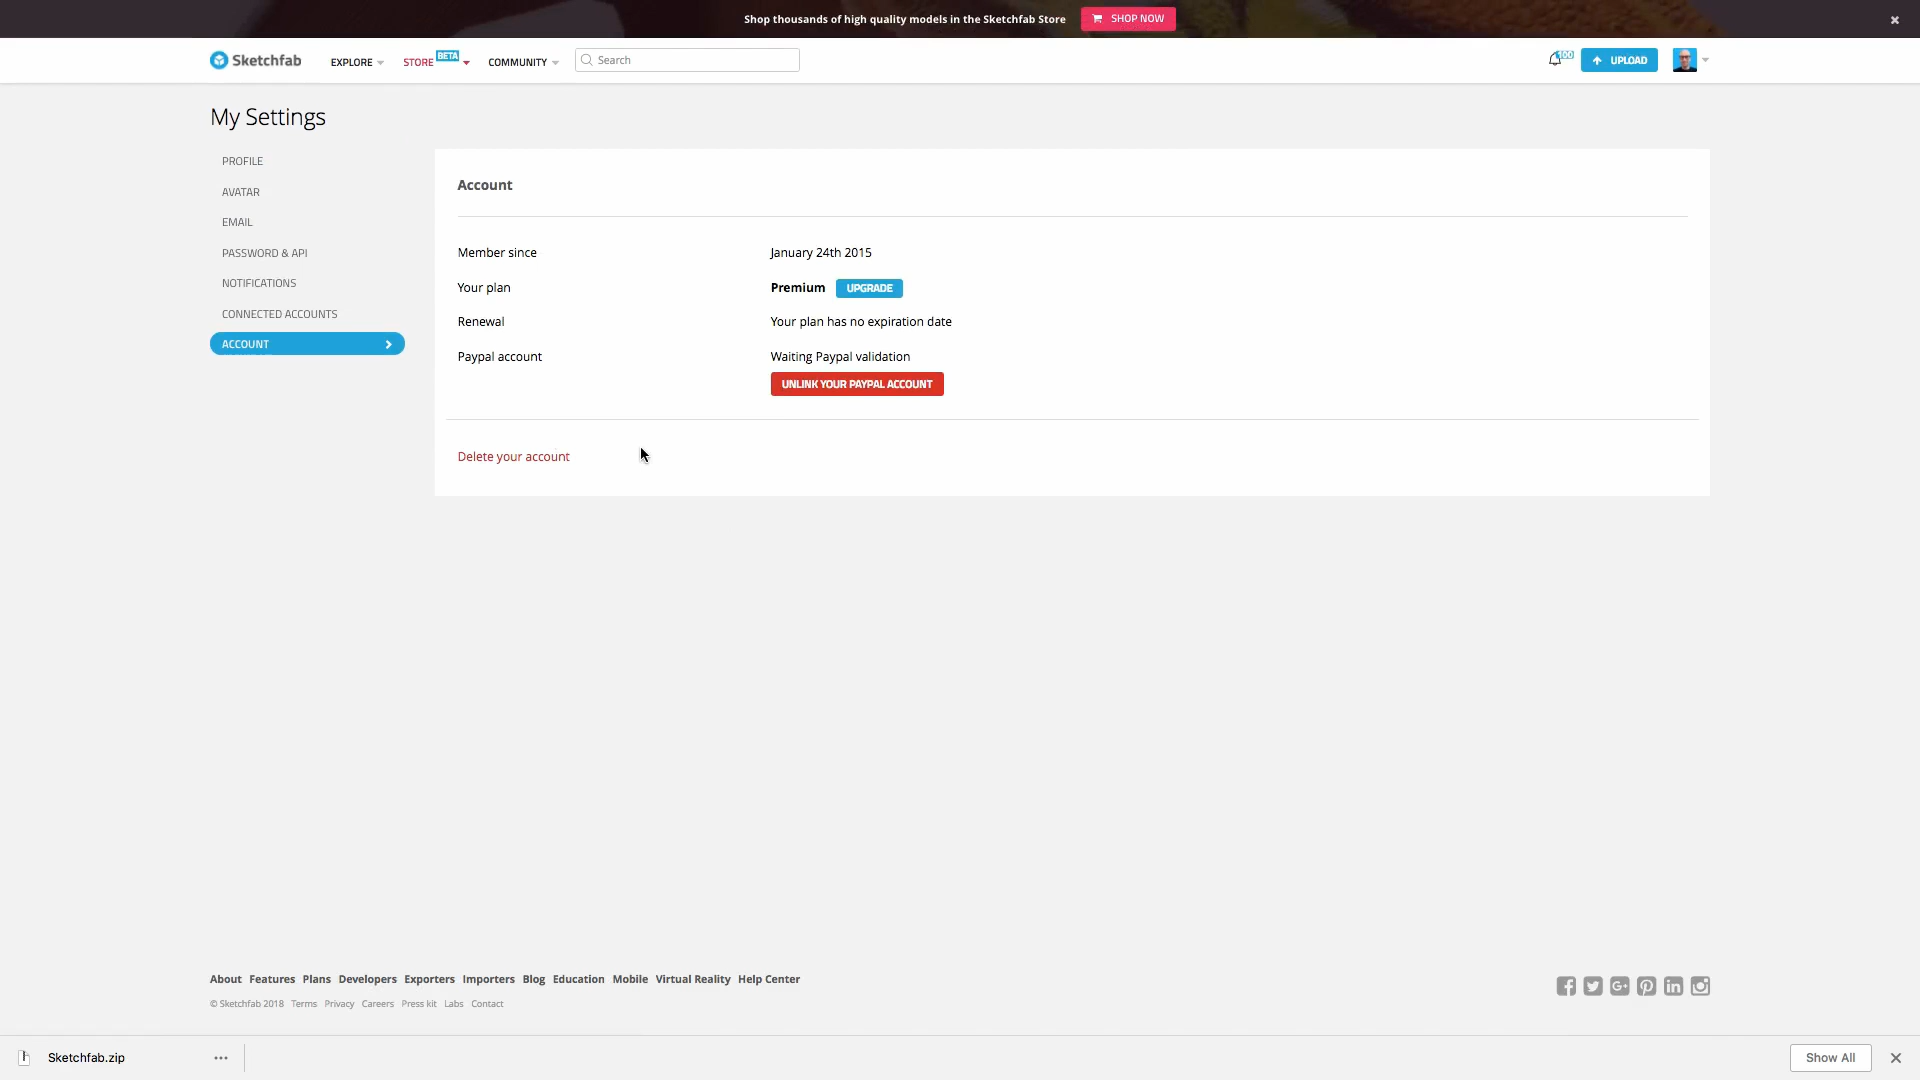 Shop thousands of high quality models in the Sketchfab Store SHOP NOW
Sketchfab EXPLORE STORE BETA COMMUNITY Search 100 UPLOAD
My Settings
PROFILE
AVATAR
EMAIL
PASSWORD & API
NOTIFICATIONS
CONNECTED ACCOUNTS
ACCOUNT
Account
Member since January 24th 2015
Your plan Premium UPGRADE
Renewal Your plan has no expiration date
Paypal account Waiting Paypal validation
UNLINK YOUR PAYPAL ACCOUNT
Delete your account
About Features Plans Developers Exporters Importers Blog Education Mobile Virtual Reality Help Center
© Sketchfab 2018 Terms Privacy Careers Press kit Labs Contact
Sketchfab.zip Show All